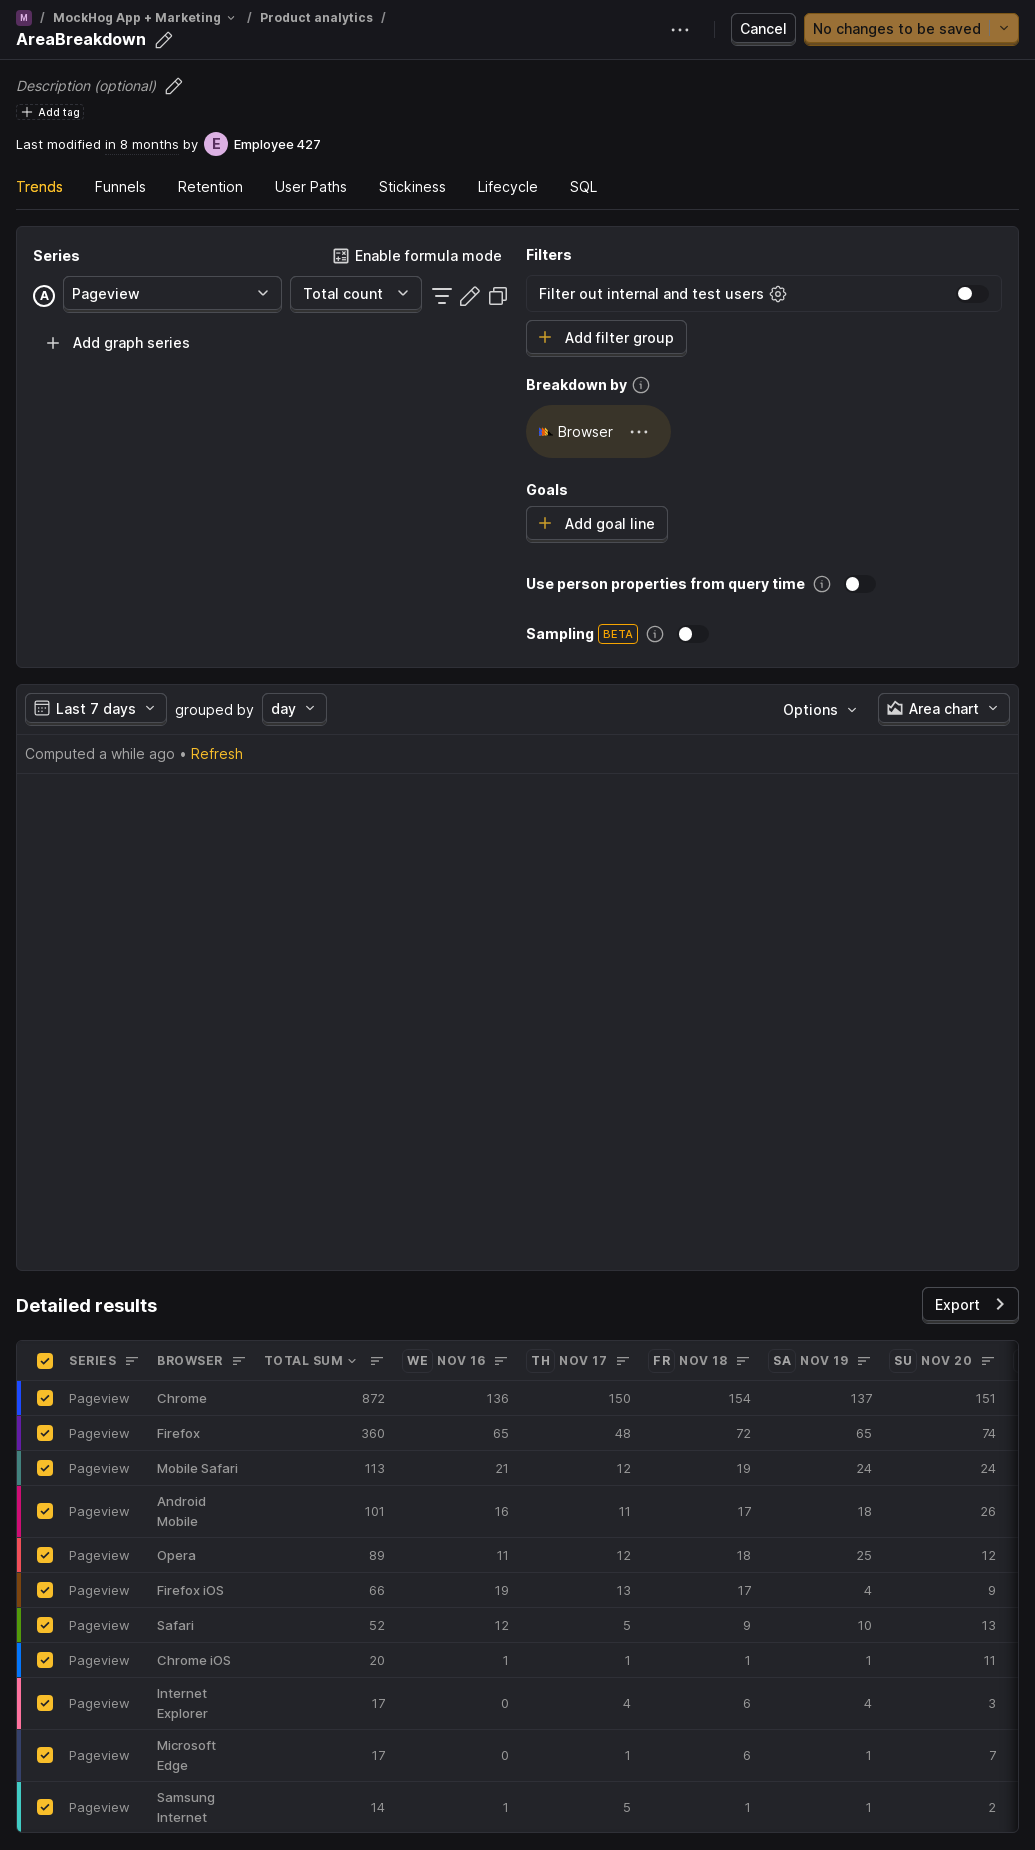 M / MockHog App + Marketing / Product analytics /
AreaBreakdown
Cancel
No changes to be saved
Description (optional)
Add tag
Last modified in 8 months by E Employee 427
Trends Funnels Retention User Paths Stickiness Lifecycle SQL
Series Enable formula mode
A Pageview Total count
Add graph series
Filters
Filter out internal and test users
Add filter group
Breakdown by
Browser
Goals
Add goal line
Use person properties from query time
Sampling BETA
Last 7 days grouped by day Options Area chart
Computed a while ago • Refresh
Detailed results Export
SERIES BROWSER TOTAL SUM WE NOV 16 TH NOV 17 FR NOV 18 SA NOV 19 SU NOV 20
Pageview Chrome 872 136 150 154 137 151
Pageview Firefox 360 65 48 72 65 74
Pageview Mobile Safari 113 21 12 19 24 24
Pageview Android Mobile 101 16 11 17 18 26
Pageview Opera 89 11 12 18 25 12
Pageview Firefox iOS 66 19 13 17 4 9
Pageview Safari 52 12 5 9 10 13
Pageview Chrome iOS 20 1 1 1 1 11
Pageview Internet Explorer 17 0 4 6 4 3
Pageview Microsoft Edge 17 0 1 6 1 7
Pageview Samsung Internet 14 1 5 1 1 2